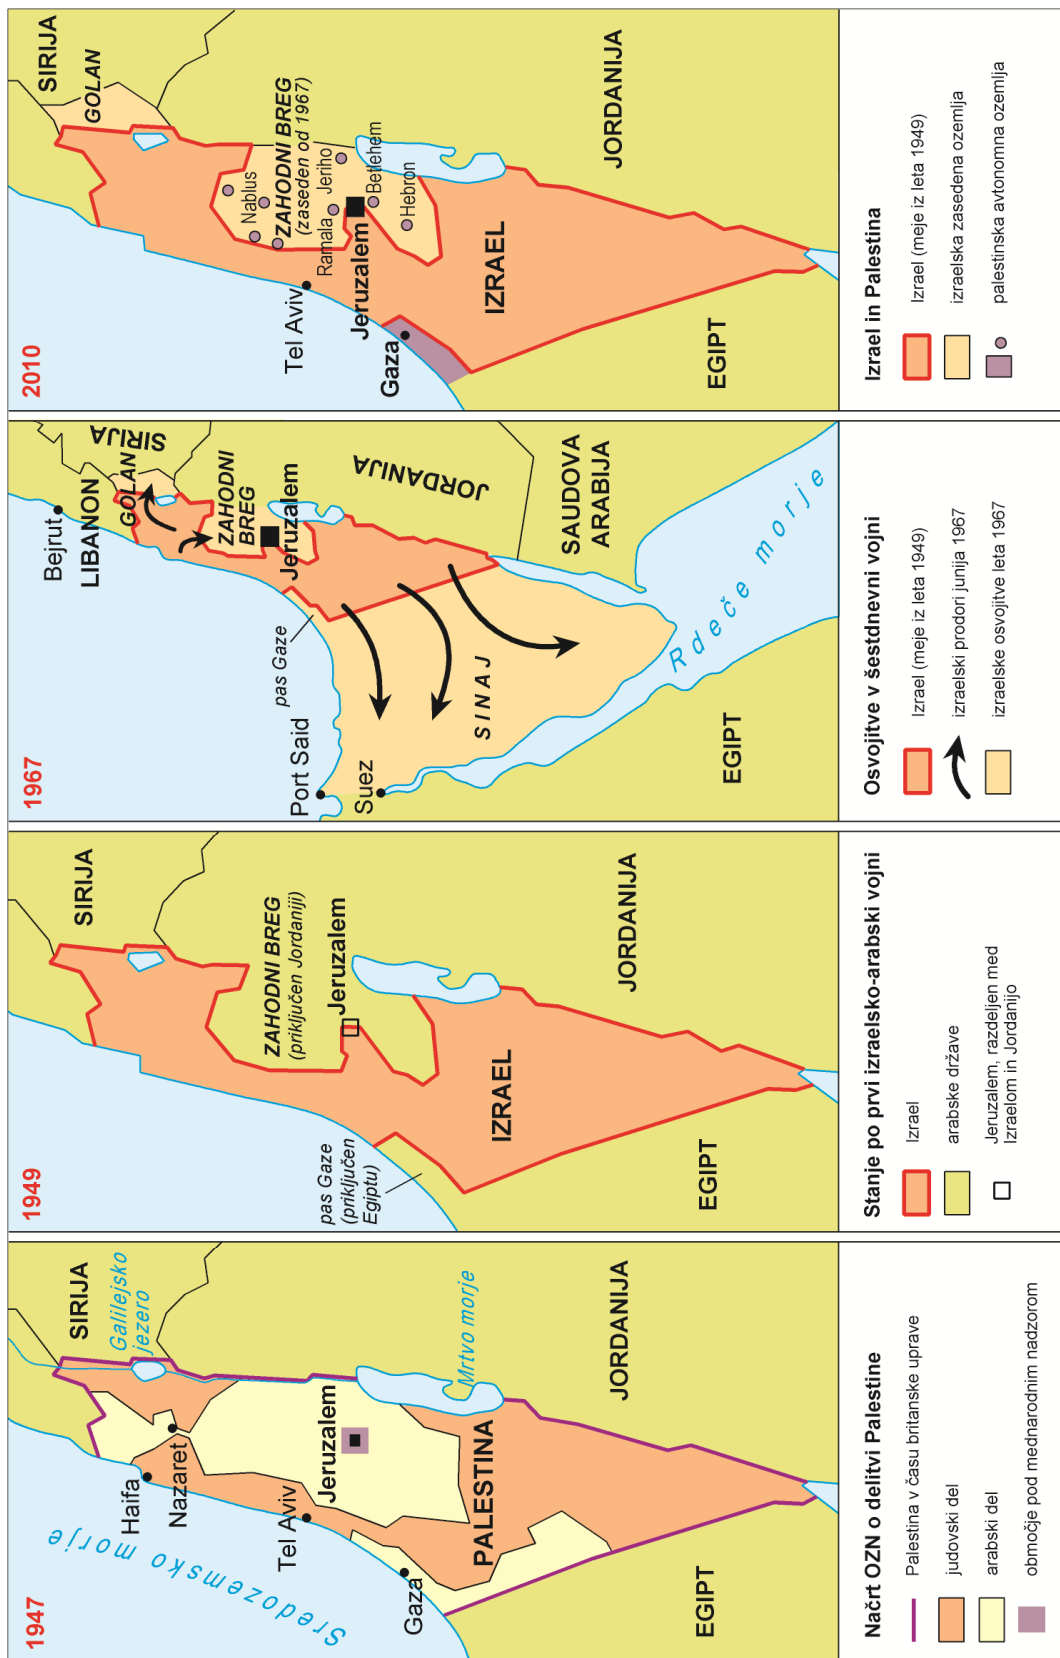 1947
SIRIJA
Galilejsko
jezero
Haifa
Nazaret
Sredozemsko morje
Tel Aviv
Jeruzalem
Mrtvo morje
Gaza
PALESTINA
JORDANIJA
EGIPT
Načrt OZN o delitvi Palestine
Palestina v času britanske uprave
judovski del
arabski del
območje pod mednarodnim nadzorom
1949
SIRIJA
ZAHODNI BREG
(priključen Jordaniji)
Jeruzalem
pas Gaze
(priključen
Egiptu)
IZRAEL
JORDANIJA
EGIPT
Stanje po prvi izraelsko-arabski vojni
Izrael
arabske države
Jeruzalem, razdeljen med
Izraelom in Jordanijo
1967
Bejrut
LIBANON
SIRIJA
GOLAN
ZAHODNI
BREG
Jeruzalem
JORDANIJA
pas Gaze
Port Said
Suez
SINAJ
SAUDOVA
ARABIJA
Rdeče morje
EGIPT
Osvojitve v šestdnevni vojni
Izrael (meje iz leta 1949)
izraelski prodori junija 1967
izraelske osvojitve leta 1967
2010
SIRIJA
GOLAN
Nablus
ZAHODNI BREG
(zaseden od 1967)
Tel Aviv
Ramala
Jeriho
Jeruzalem
Betlehem
Gaza
Hebron
IZRAEL
JORDANIJA
EGIPT
Izrael in Palestina
Izrael (meje iz leta 1949)
izraelska zasedena ozemlja
palestinska avtonomna ozemlja